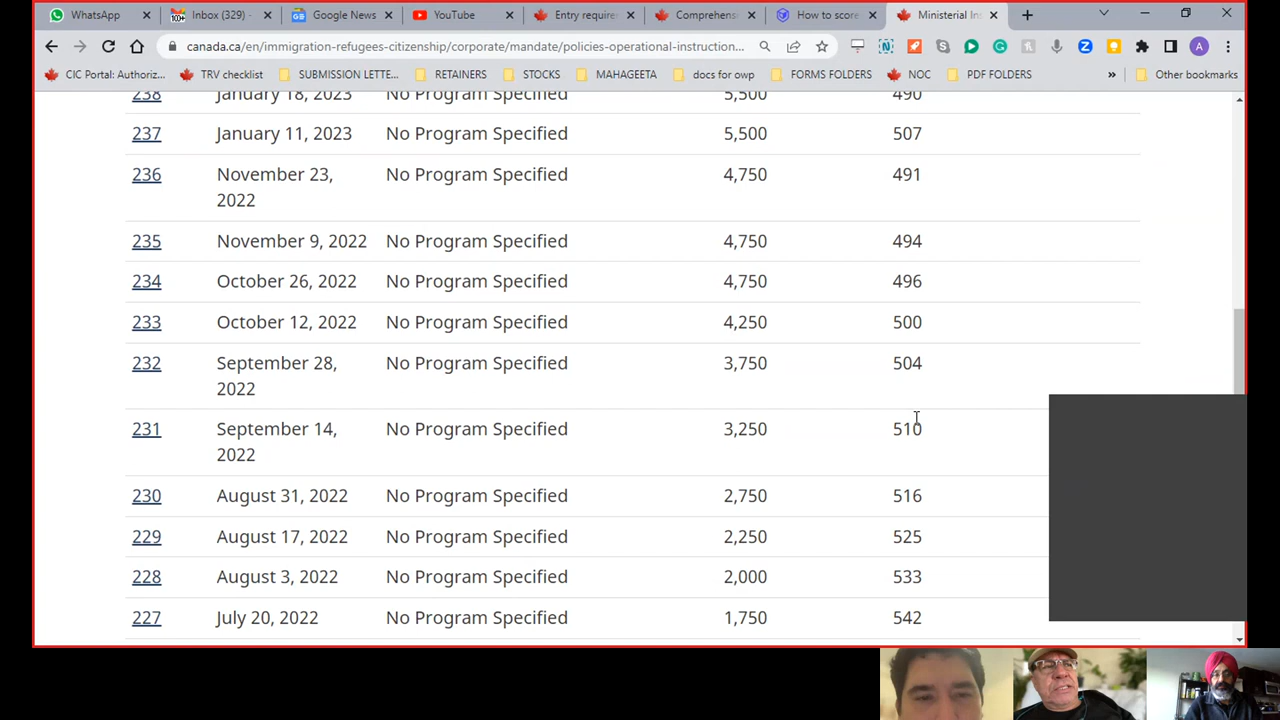 WhatsApp Inbox (329) - Google News YouTube Entry require Comprehens How to score Ministerial In
canada.ca/en/immigration-refugees-citizenship/corporate/mandate/policies-operational-instruction...
CIC Portal: Authoriz... TRV checklist SUBMISSION LETTE... RETAINERS STOCKS MAHAGEETA docs for owp FORMS FOLDERS NOC PDF FOLDERS » Other bookmarks
238 January 18, 2023 No Program Specified 5,500 490
237 January 11, 2023 No Program Specified 5,500 507
236 November 23, 2022 No Program Specified 4,750 491
235 November 9, 2022 No Program Specified 4,750 494
234 October 26, 2022 No Program Specified 4,750 496
233 October 12, 2022 No Program Specified 4,250 500
232 September 28, 2022 No Program Specified 3,750 504
231 September 14, 2022 No Program Specified 3,250 510
230 August 31, 2022 No Program Specified 2,750 516
229 August 17, 2022 No Program Specified 2,250 525
228 August 3, 2022 No Program Specified 2,000 533
227 July 20, 2022 No Program Specified 1,750 542